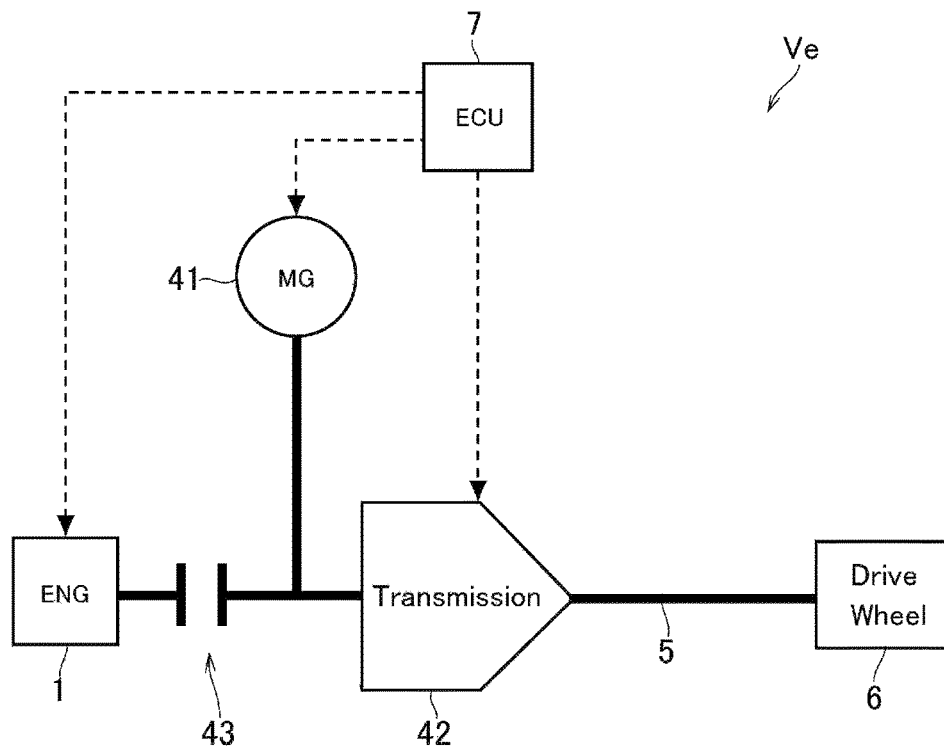 7
Ve
ECU
41
MG
ENG
Transmission
Drive
Wheel
1
43
42
5
6